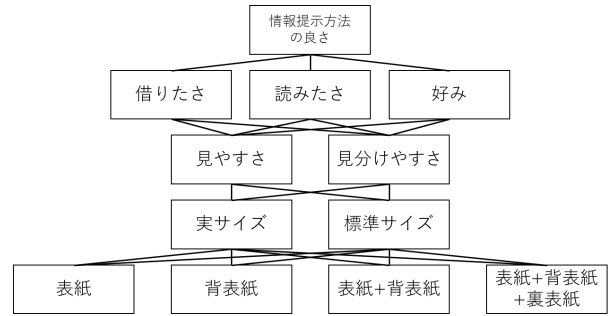 情報提示方法
の良さ
借りたさ
読みたさ
好み
見やすさ
見分けやすさ
実サイズ
標準サイズ
表紙
背表紙
表紙+背表紙
表紙+背表紙
+裏表紙